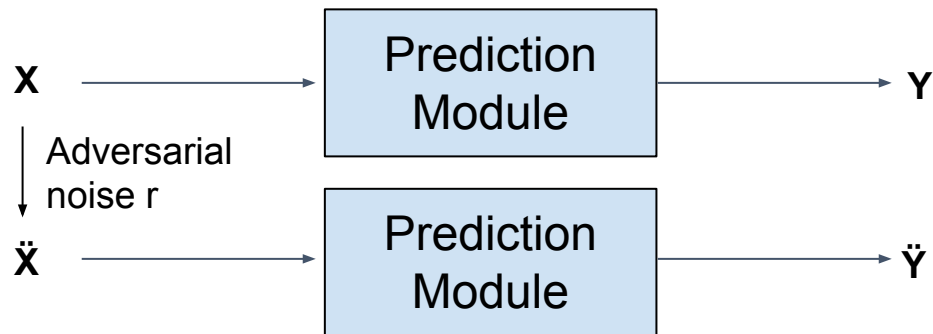 Prediction
Module
X
Y
Adversarial
noise r
Prediction
Module
Ẍ
Ÿ